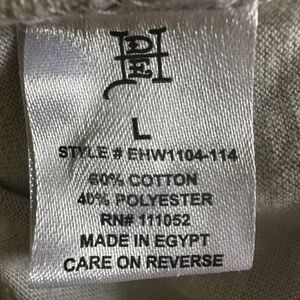 L
STYLE # EHW1104-114
60% COTTON
40% POLYESTER
RN# 111052
MADE IN EGYPT
CARE ON REVERSE